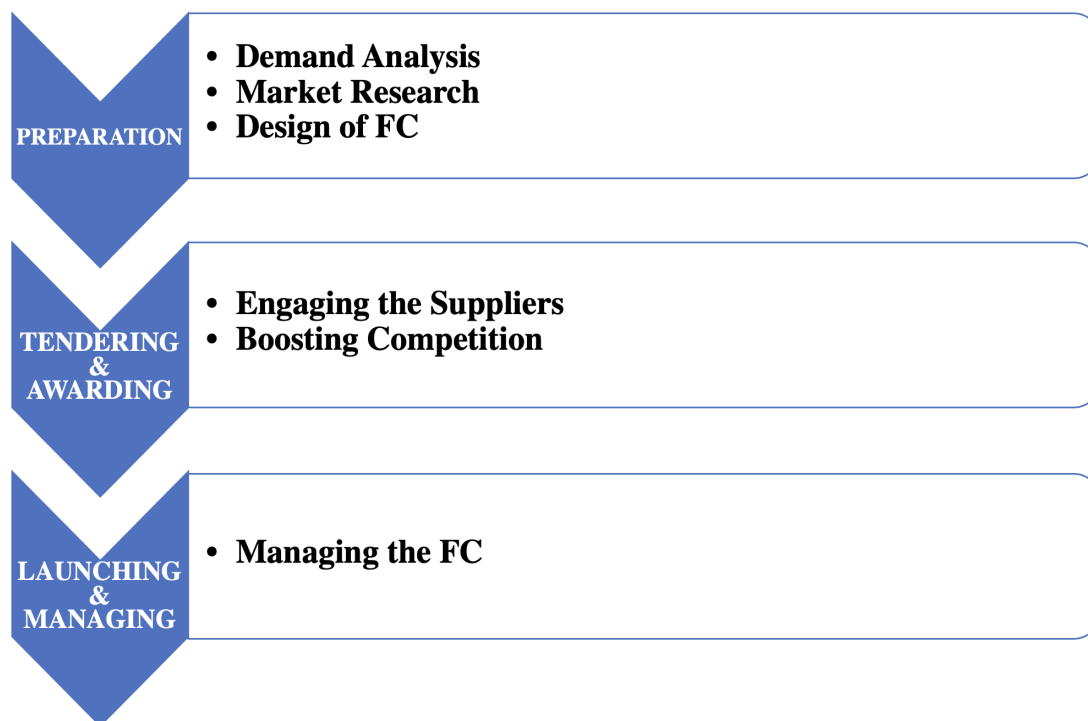 PREPARATION
• Demand Analysis
• Market Research
• Design of FC
TENDERING
&
AWARDING
• Engaging the Suppliers
• Boosting Competition
LAUNCHING
&
MANAGING
• Managing the FC